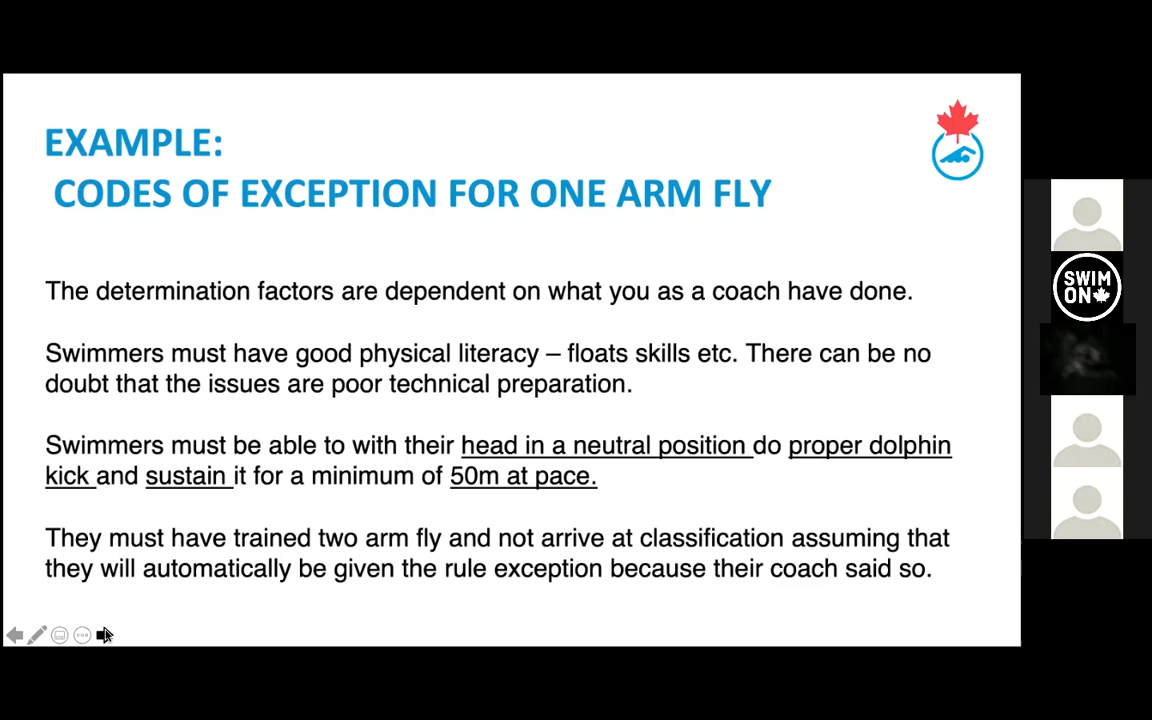 EXAMPLE:
CODES OF EXCEPTION FOR ONE ARM FLY
The determination factors are dependent on what you as a coach have done.
Swimmers must have good physical literacy – floats skills etc. There can be no
doubt that the issues are poor technical preparation.
Swimmers must be able to with their head in a neutral position do proper dolphin
kick and sustain it for a minimum of 50m at pace.
They must have trained two arm fly and not arrive at classification assuming that
they will automatically be given the rule exception because their coach said so.
SWIM
ON